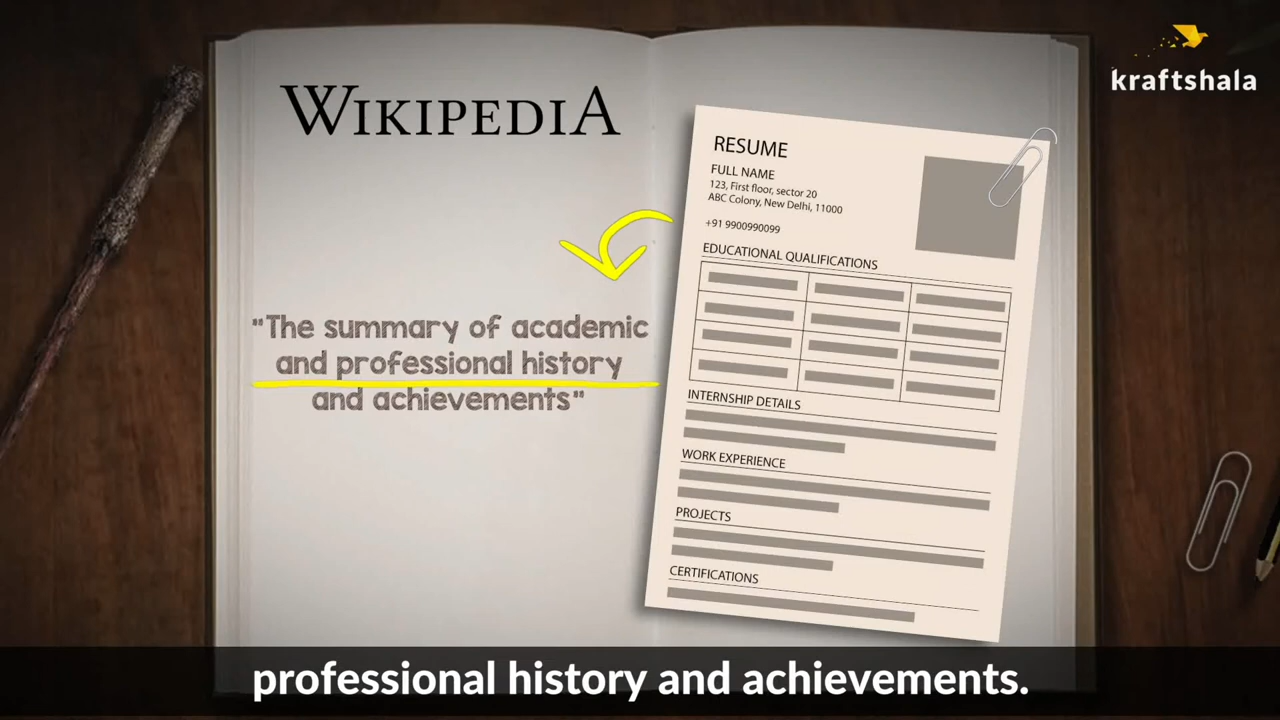 WIKIPEDIA
kraftshala
"The summary of academic
and professional history
and achievements"
RESUME
FULL NAME
123, First floor, sector 20
ABC Colony, New Delhi, 11000
+91 9900990099
EDUCATIONAL QUALIFICATIONS
INTERNSHIP DETAILS
WORK EXPERIENCE
PROJECTS
CERTIFICATIONS
professional history and achievements.